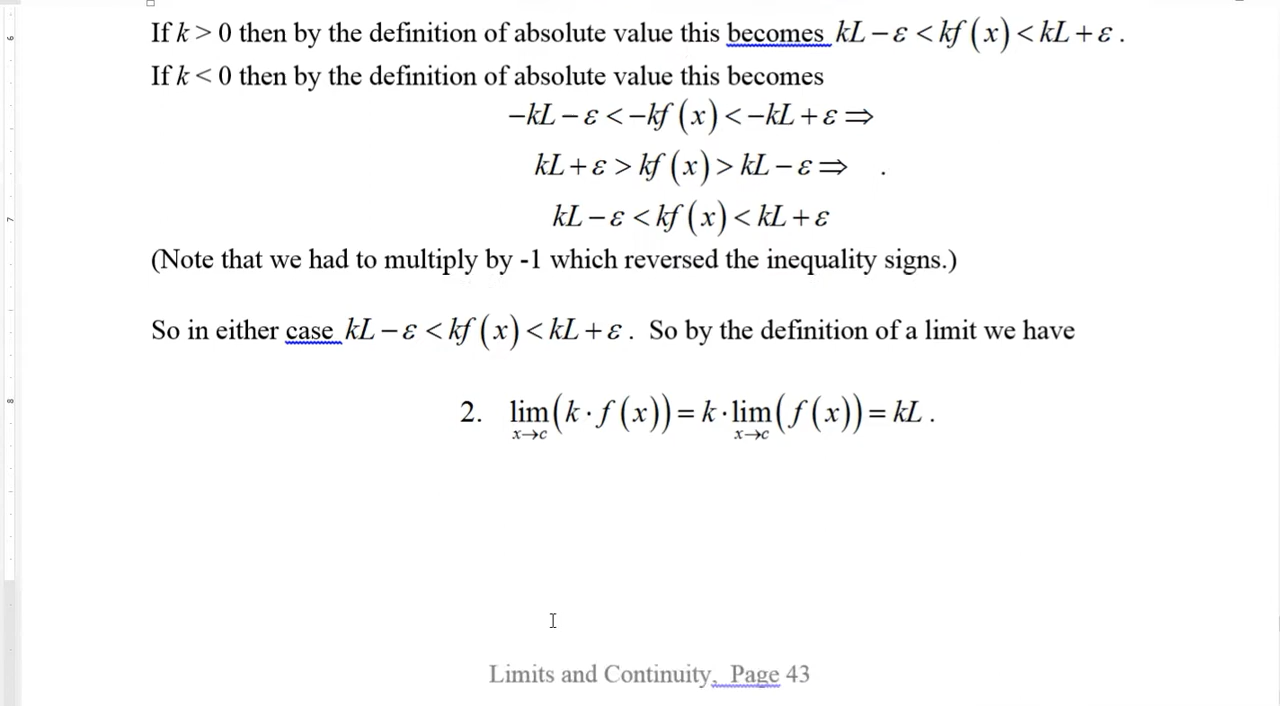 If k > 0 then by the definition of absolute value this becomes kL − ε < kf(x) < kL + ε.
If k < 0 then by the definition of absolute value this becomes
−kL − ε < −kf(x) < −kL + ε ⇒
kL + ε > kf(x) > kL − ε ⇒ .
kL − ε < kf(x) < kL + ε
(Note that we had to multiply by -1 which reversed the inequality signs.)
So in either case kL − ε < kf(x) < kL + ε. So by the definition of a limit we have
2. lim x→c (k · f(x)) = k · lim x→c (f(x)) = kL.
Limits and Continuity, Page 43